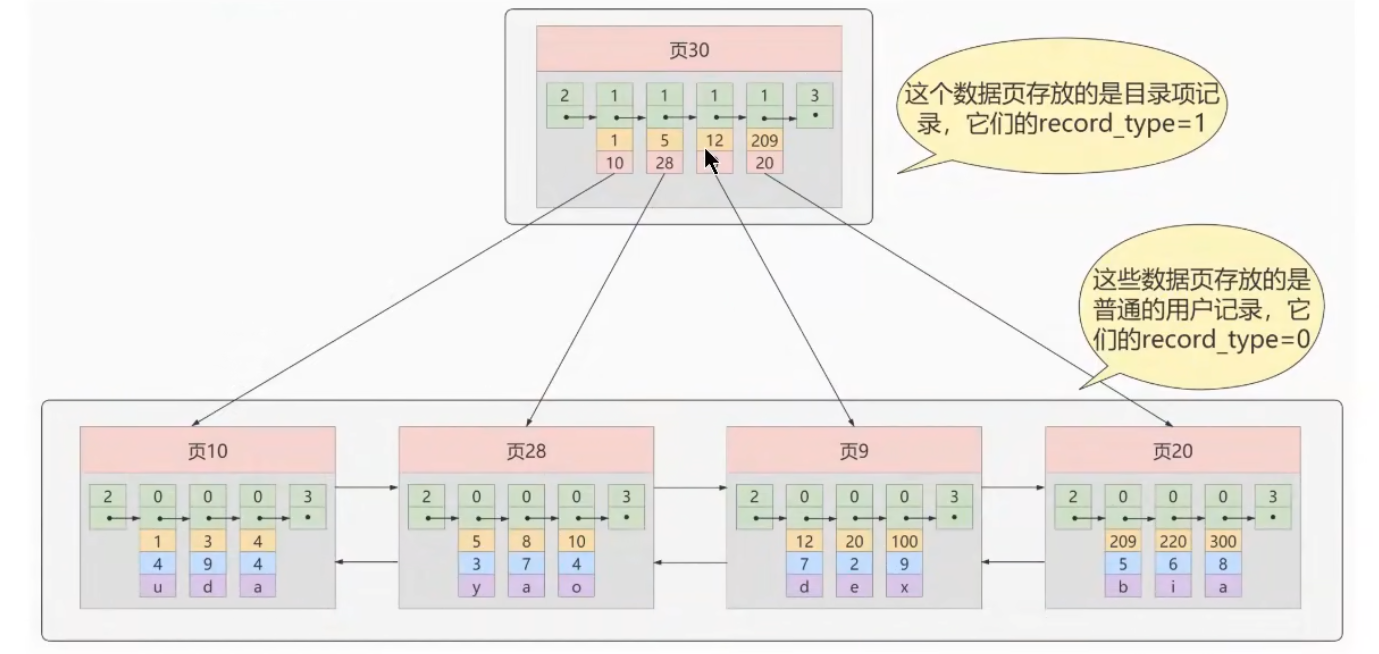 页30
2 1 1 1 1 3
1 5 12 209
10 28 20
这个数据页存放的是目录项记
录，它们的record_type=1
这些数据页存放的是
普通的用户记录，它
们的record_type=0
页10
2 0 0 0 3
1 3 4
4 9 4
u d a
页28
2 0 0 0 3
5 8 10
3 7 4
y a o
页9
2 0 0 0 3
12 20 100
7 2 9
d e x
页20
2 0 0 0 3
209 220 300
5 6 8
b i a